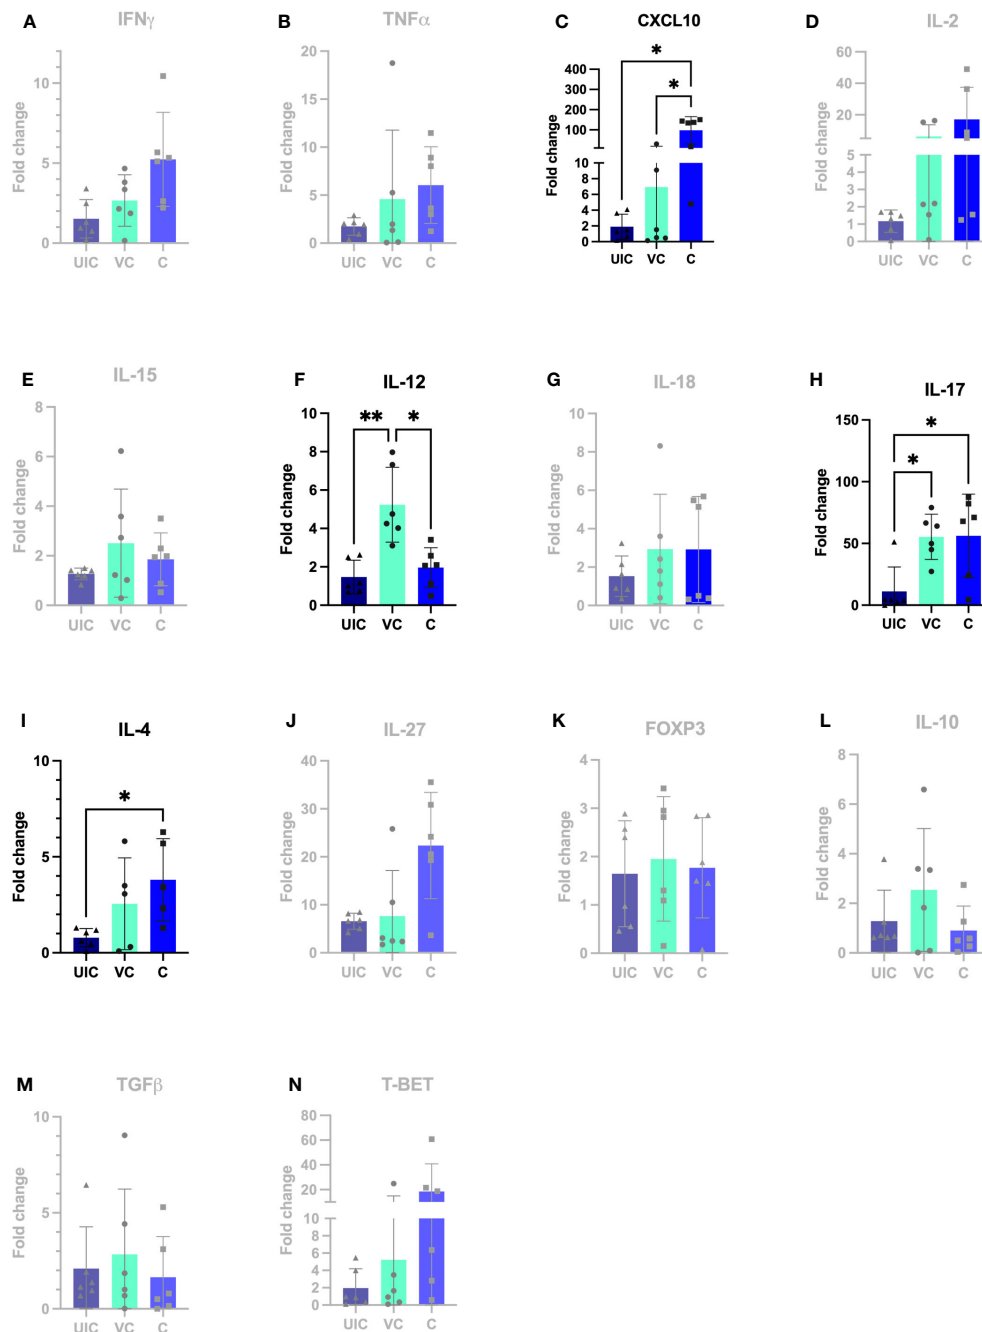 A IFNγ
Fold change
10
5
0
UIC VC C
B TNFα
Fold change
20
15
10
5
0
UIC VC C
C CXCL10
* 
*
Fold change
400
300
200
100
10
8
6
4
2
0
UIC VC C
D IL-2
Fold change
60
40
20
5
4
3
2
1
0
UIC VC C
E IL-15
Fold change
8
6
4
2
0
UIC VC C
F IL-12
** *
Fold change
10
8
6
4
2
0
UIC VC C
G IL-18
Fold change
10
8
6
4
2
0
UIC VC C
H IL-17
*
*
Fold change
150
100
50
0
UIC VC C
I IL-4
*
Fold change
10
5
0
UIC VC C
J IL-27
Fold change
40
30
20
10
0
UIC VC C
K FOXP3
Fold change
4
3
2
1
0
UIC VC C
L IL-10
Fold change
8
6
4
2
0
UIC VC C
M TGFβ
Fold change
10
5
0
UIC VC C
N T-BET
Fold change
80
60
40
20
10
8
6
4
2
0
UIC VC C